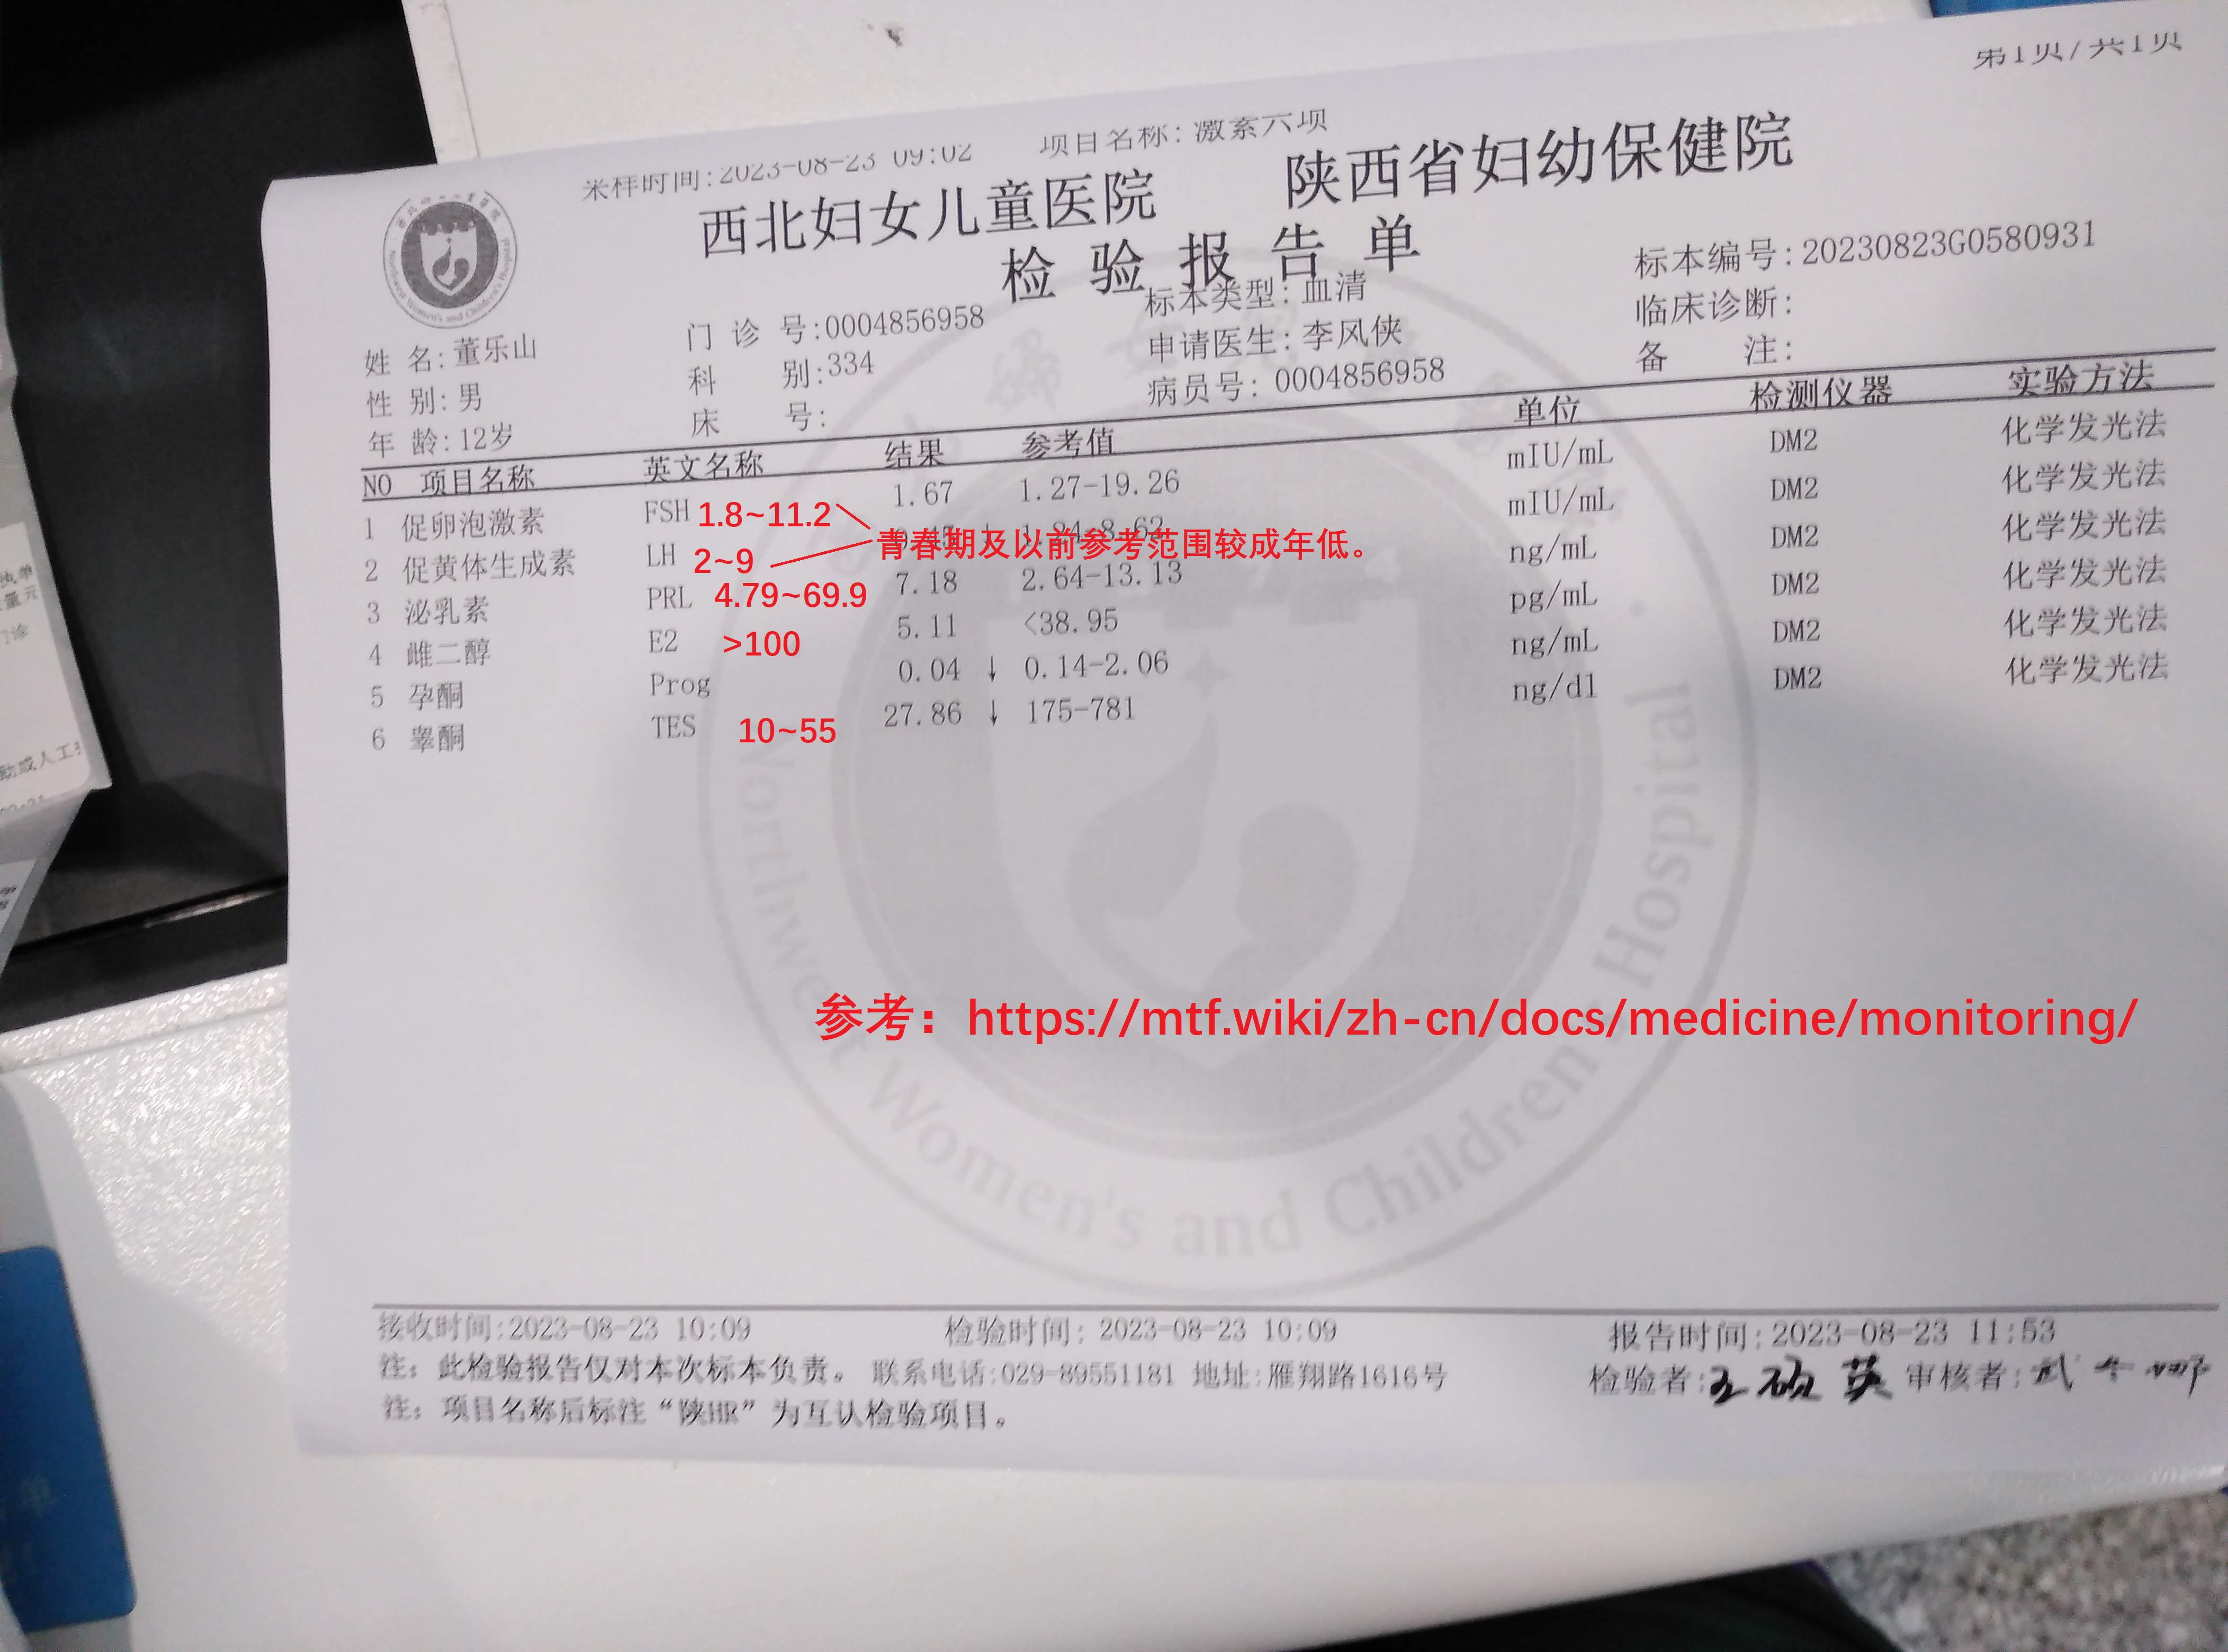 第1页/共1页
采样时间:2023-08-23 09:02 项目名称:激素六项
西北妇女儿童医院 陕西省妇幼保健院
检验报告单
姓名:董乐山 门诊号:0004856958 标本类型:血清 标本编号:20230823G0580931
性别:男 科别:334 申请医生:李风侠 临床诊断:
年龄:12岁 床号: 病员号:0004856958 备注:
NO 项目名称 英文名称 结果 参考值 单位 检测仪器 实验方法
1 促卵泡激素 FSH 1.8~11.2 1.67 1.27-19.26 mIU/mL DM2 化学发光法
2 促黄体生成素 LH 2~9 ↓ 1.24-8.62 mIU/mL DM2 化学发光法
青春期及以前参考范围较成年低。
3 泌乳素 PRL 4.79~69.9 7.18 2.64-13.13 ng/mL DM2 化学发光法
4 雌二醇 E2 >100 5.11 <38.95 pg/mL DM2 化学发光法
5 孕酮 Prog 0.04 ↓ 0.14-2.06 ng/mL DM2 化学发光法
6 睾酮 TES 10~55 27.86 ↓ 175-781 ng/dl DM2 化学发光法
参考：https://mtf.wiki/zh-cn/docs/medicine/monitoring/
Northwest Women's and Children's Hospital
接收时间:2023-08-23 10:09 检验时间:2023-08-23 10:09 报告时间:2023-08-23 11:53
注:此检验报告仅对本次标本负责。联系电话:029-89551181 地址:雁翔路1616号 检验者: 审核者:
注:项目名称后标注“陕HR”为互认检验项目。